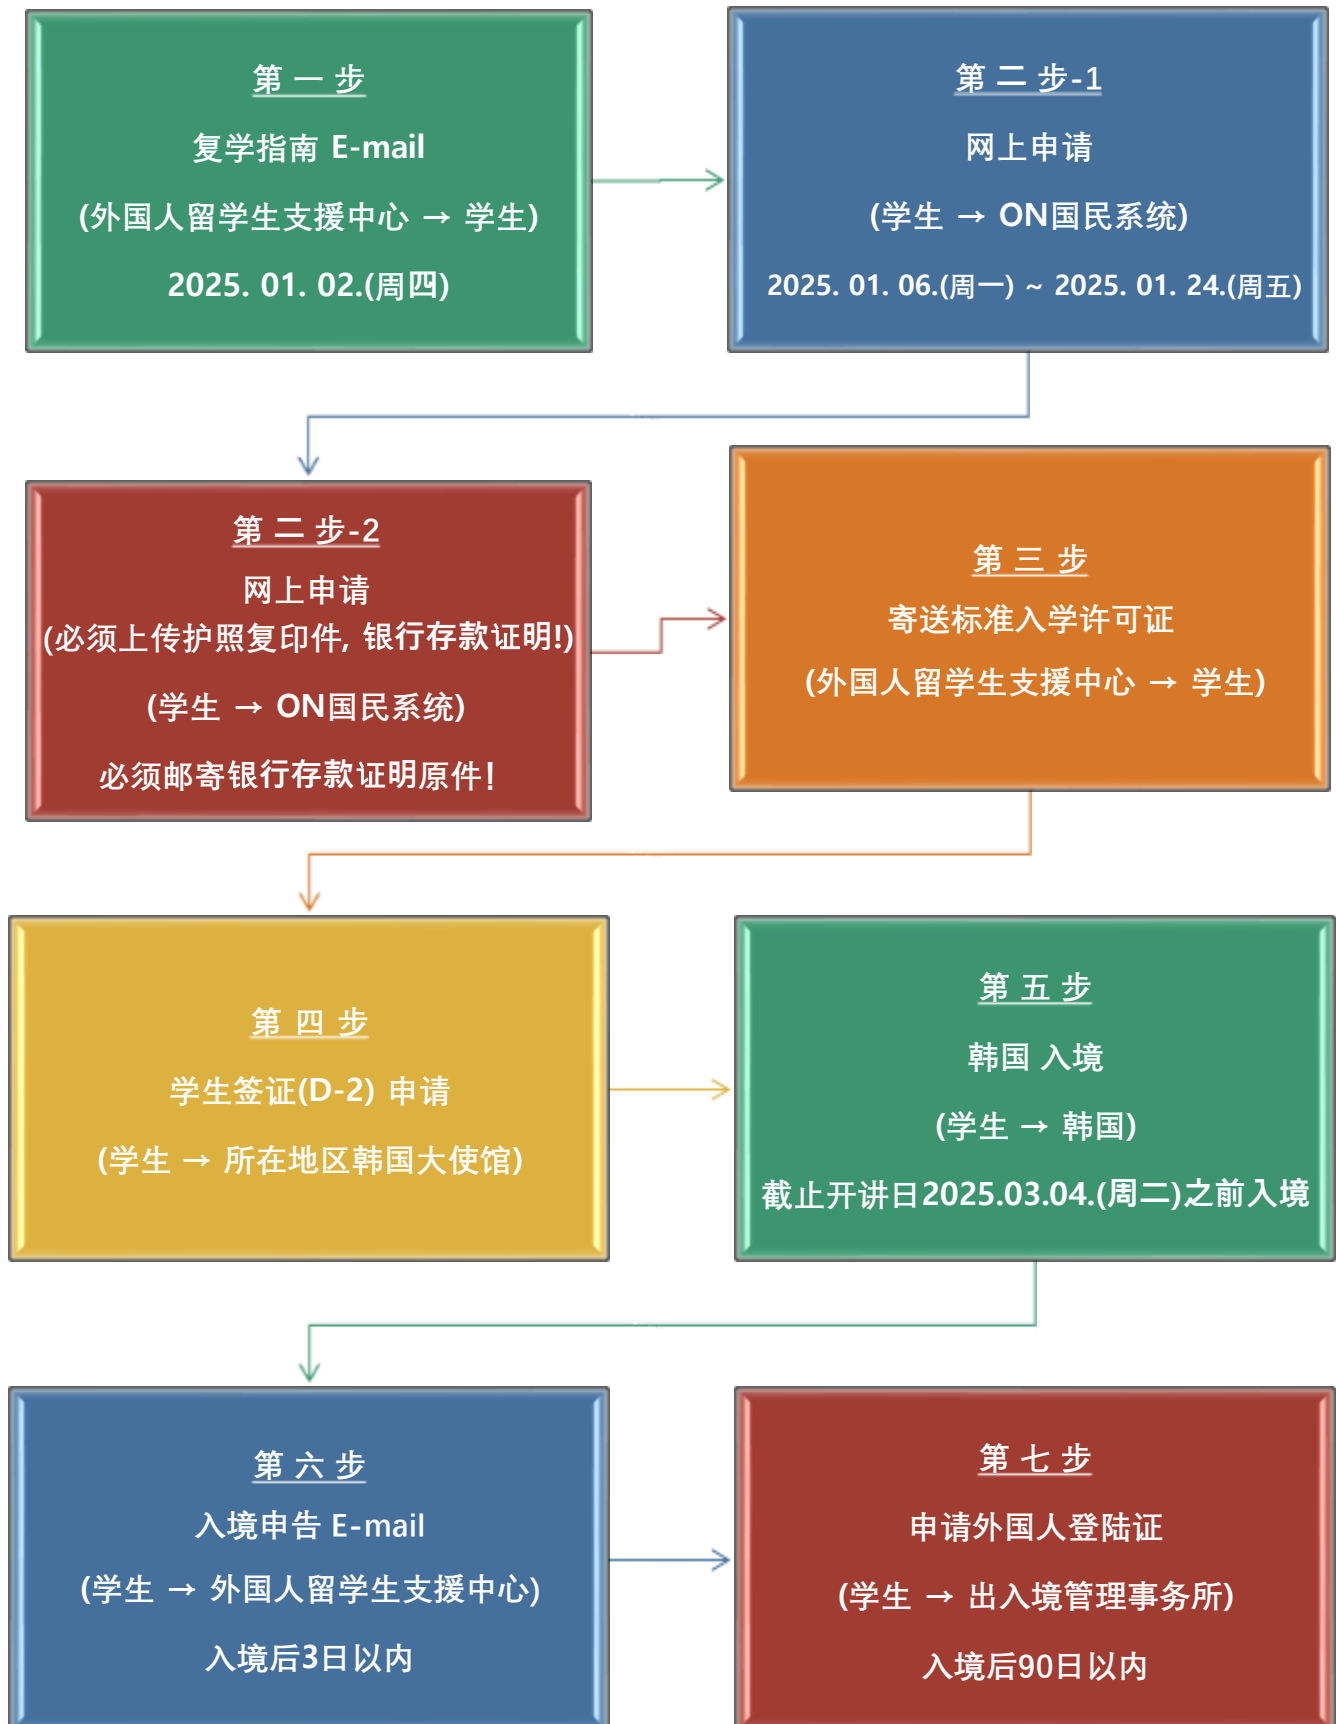 第 一 步
复学指南 E-mail
(外国人留学生支援中心 → 学生)
2025. 01. 02.(周四)
第 二 步-1
网上申请
(学生 → ON国民系统)
2025. 01. 06.(周一) ~ 2025. 01. 24.(周五)
第 二 步-2
网上申请
(必须上传护照复印件, 银行存款证明!)
(学生 → ON国民系统)
必须邮寄银行存款证明原件!
第 三 步
寄送标准入学许可证
(外国人留学生支援中心 → 学生)
第 四 步
学生签证(D-2) 申请
(学生 → 所在地区韩国大使馆)
第 五 步
韩国 入境
(学生 → 韩国)
截止开讲日2025.03.04.(周二)之前入境
第 六 步
入境申告 E-mail
(学生 → 外国人留学生支援中心)
入境后3日以内
第 七 步
申请外国人登陆证
(学生 → 出入境管理事务所)
入境后90日以内